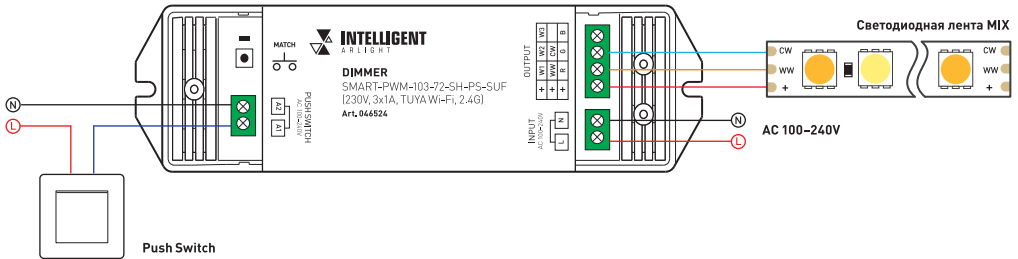 Светодиодная лента MIX
INTELLIGENT
ARLIGHT
MATCH
DIMMER
SMART-PWM-103-72-SH-PS-SUF
(230V, 3x1A, TUYA Wi-Fi, 2.4G)
Art. 046524
PUSH SWITCH
AC 100-240V
A2
A1
N
L
Push Switch
OUTPUT
W3 B
W2 CW G
W1 WW R
+ + +
INPUT
AC 100-240V
N
L
N
L
AC 100–240V
CW
WW
+
CW
WW
+